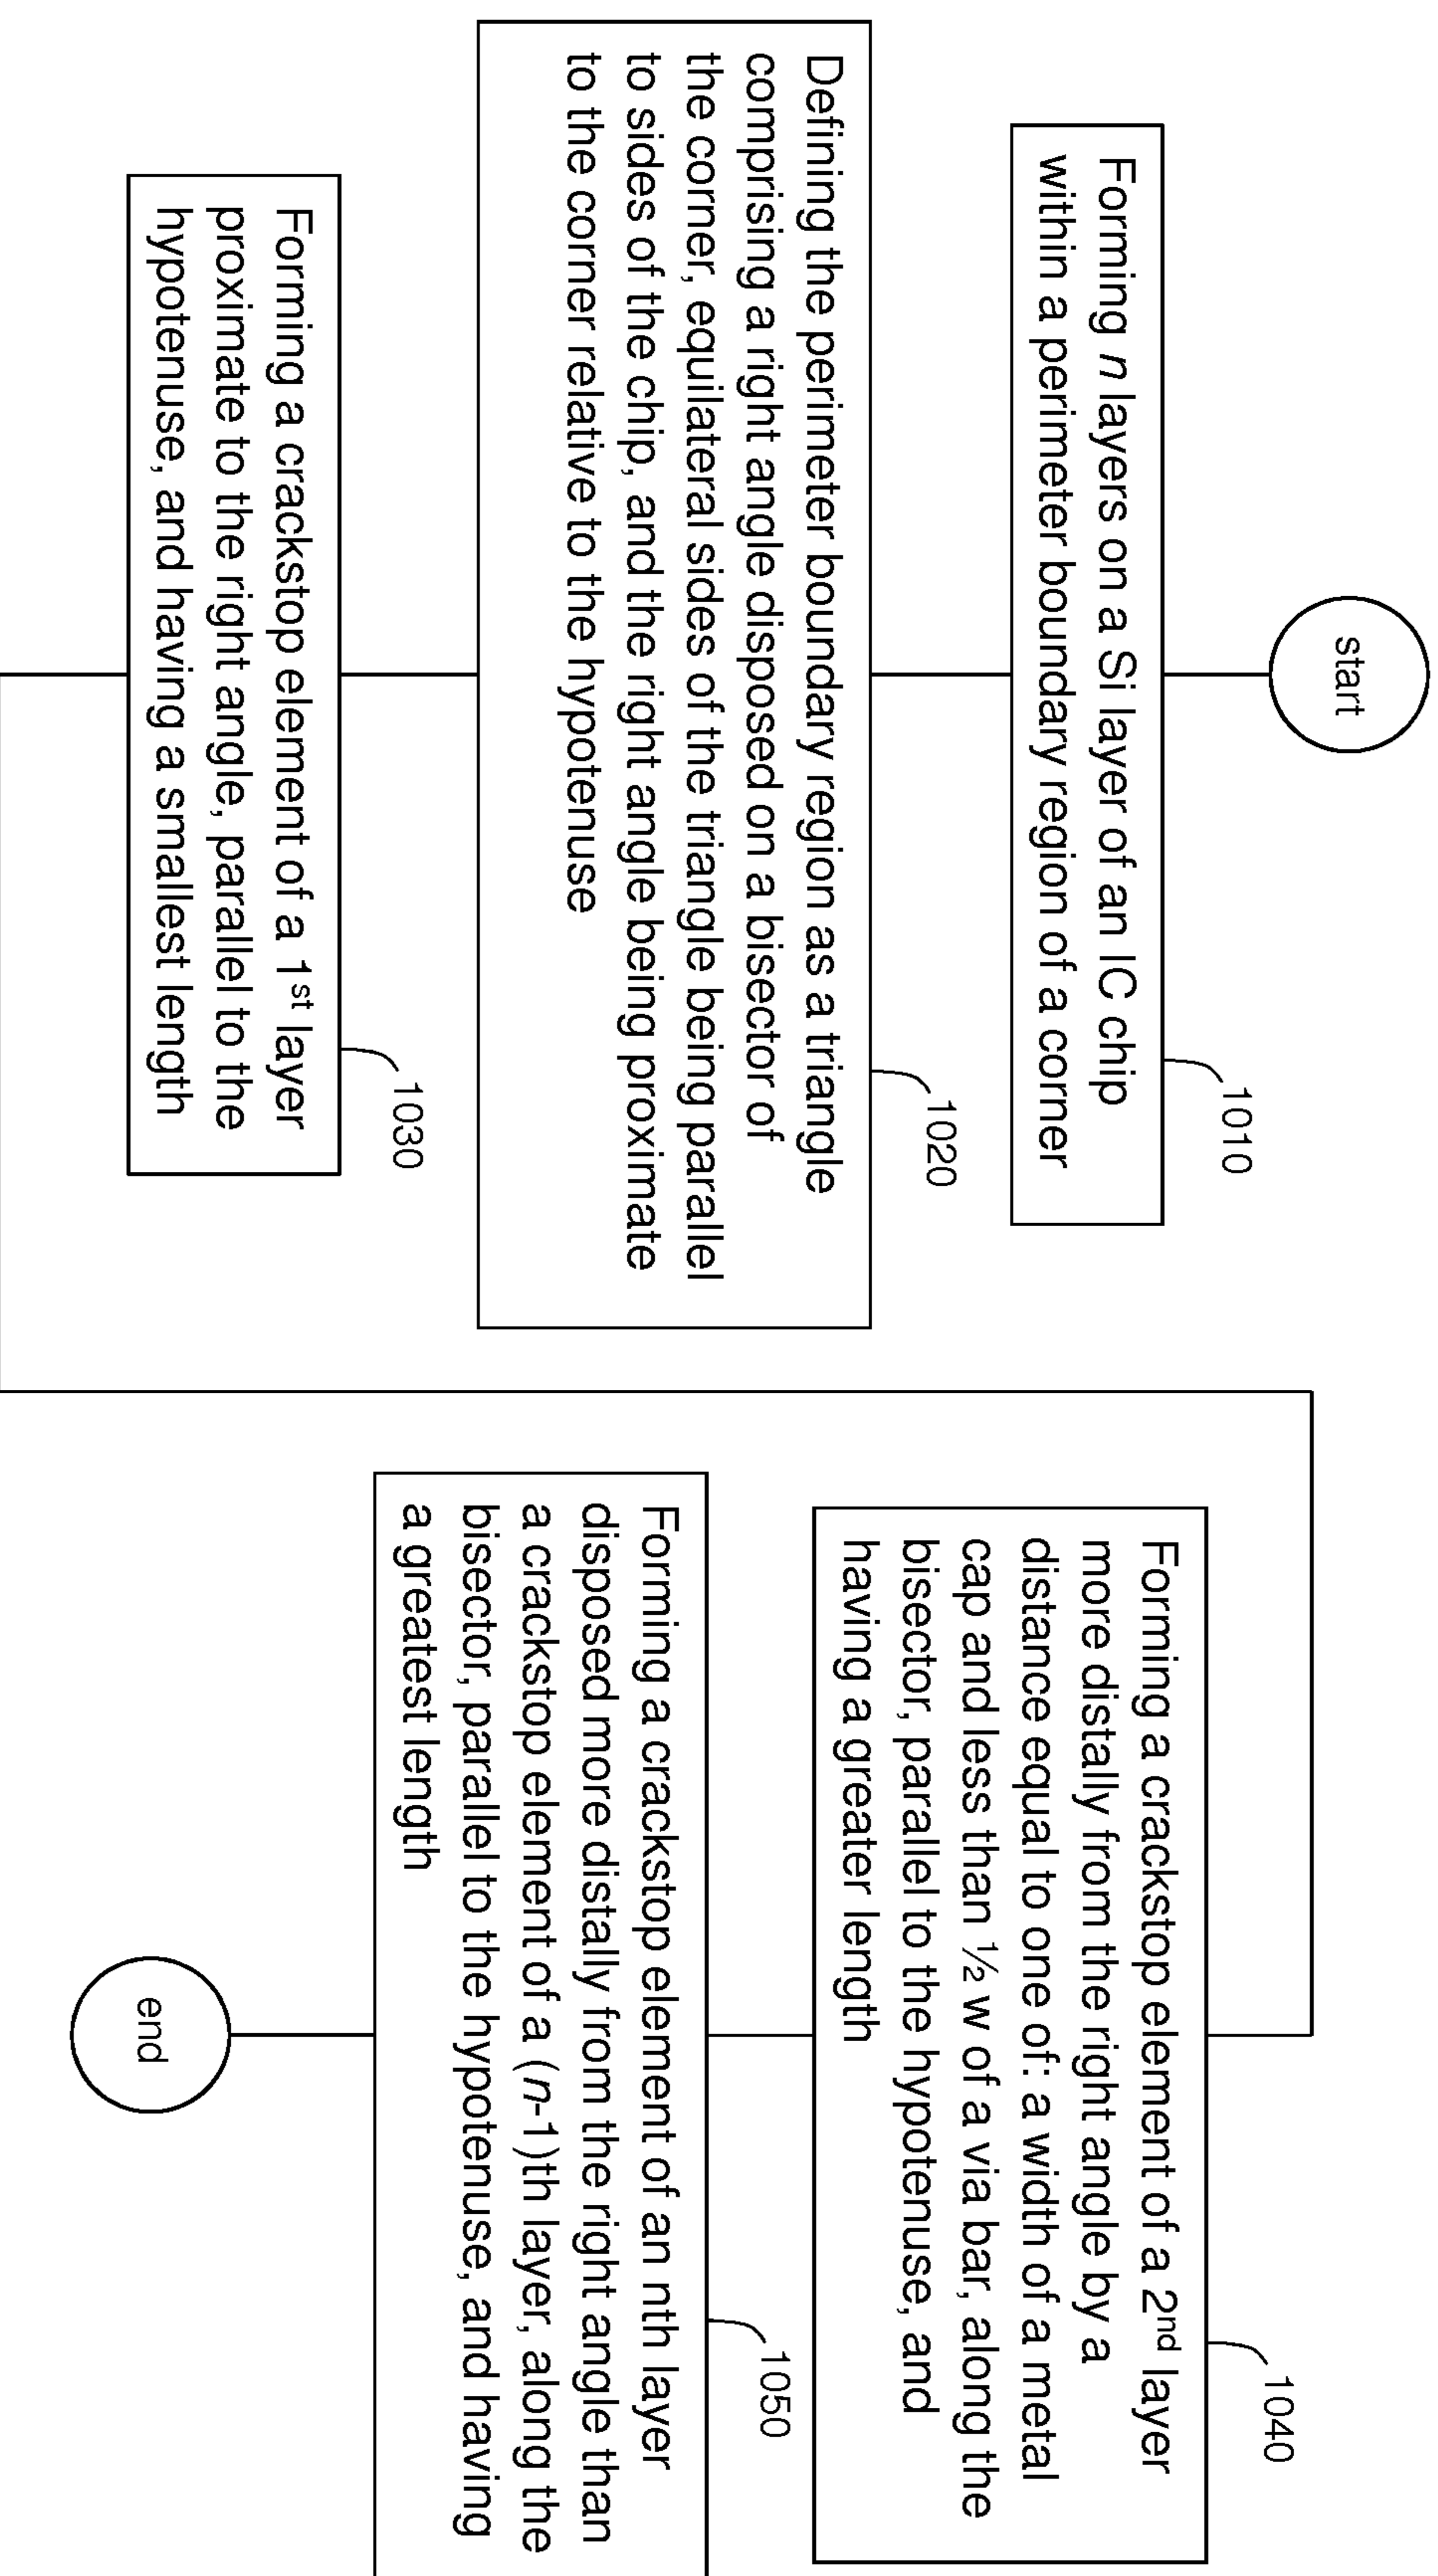 start
1010
Forming n layers on a Si layer of an IC chip
within a perimeter boundary region of a corner
1020
Defining the perimeter boundary region as a triangle
comprising a right angle disposed on a bisector of
the corner, equilateral sides of the triangle being parallel
to sides of the chip, and the right angle being proximate
to the corner relative to the hypotenuse
1030
Forming a crackstop element of a 1st layer
proximate to the right angle, parallel to the
hypotenuse, and having a smallest length
1040
Forming a crackstop element of a 2nd layer
more distally from the right angle by a
distance equal to one of: a width of a metal
cap and less than ½ w of a via bar, along the
bisector, parallel to the hypotenuse, and
having a greater length
1050
Forming a crackstop element of an nth layer
disposed more distally from the right angle than
a crackstop element of a (n-1)th layer, along the
bisector, parallel to the hypotenuse, and having
a greatest length
end